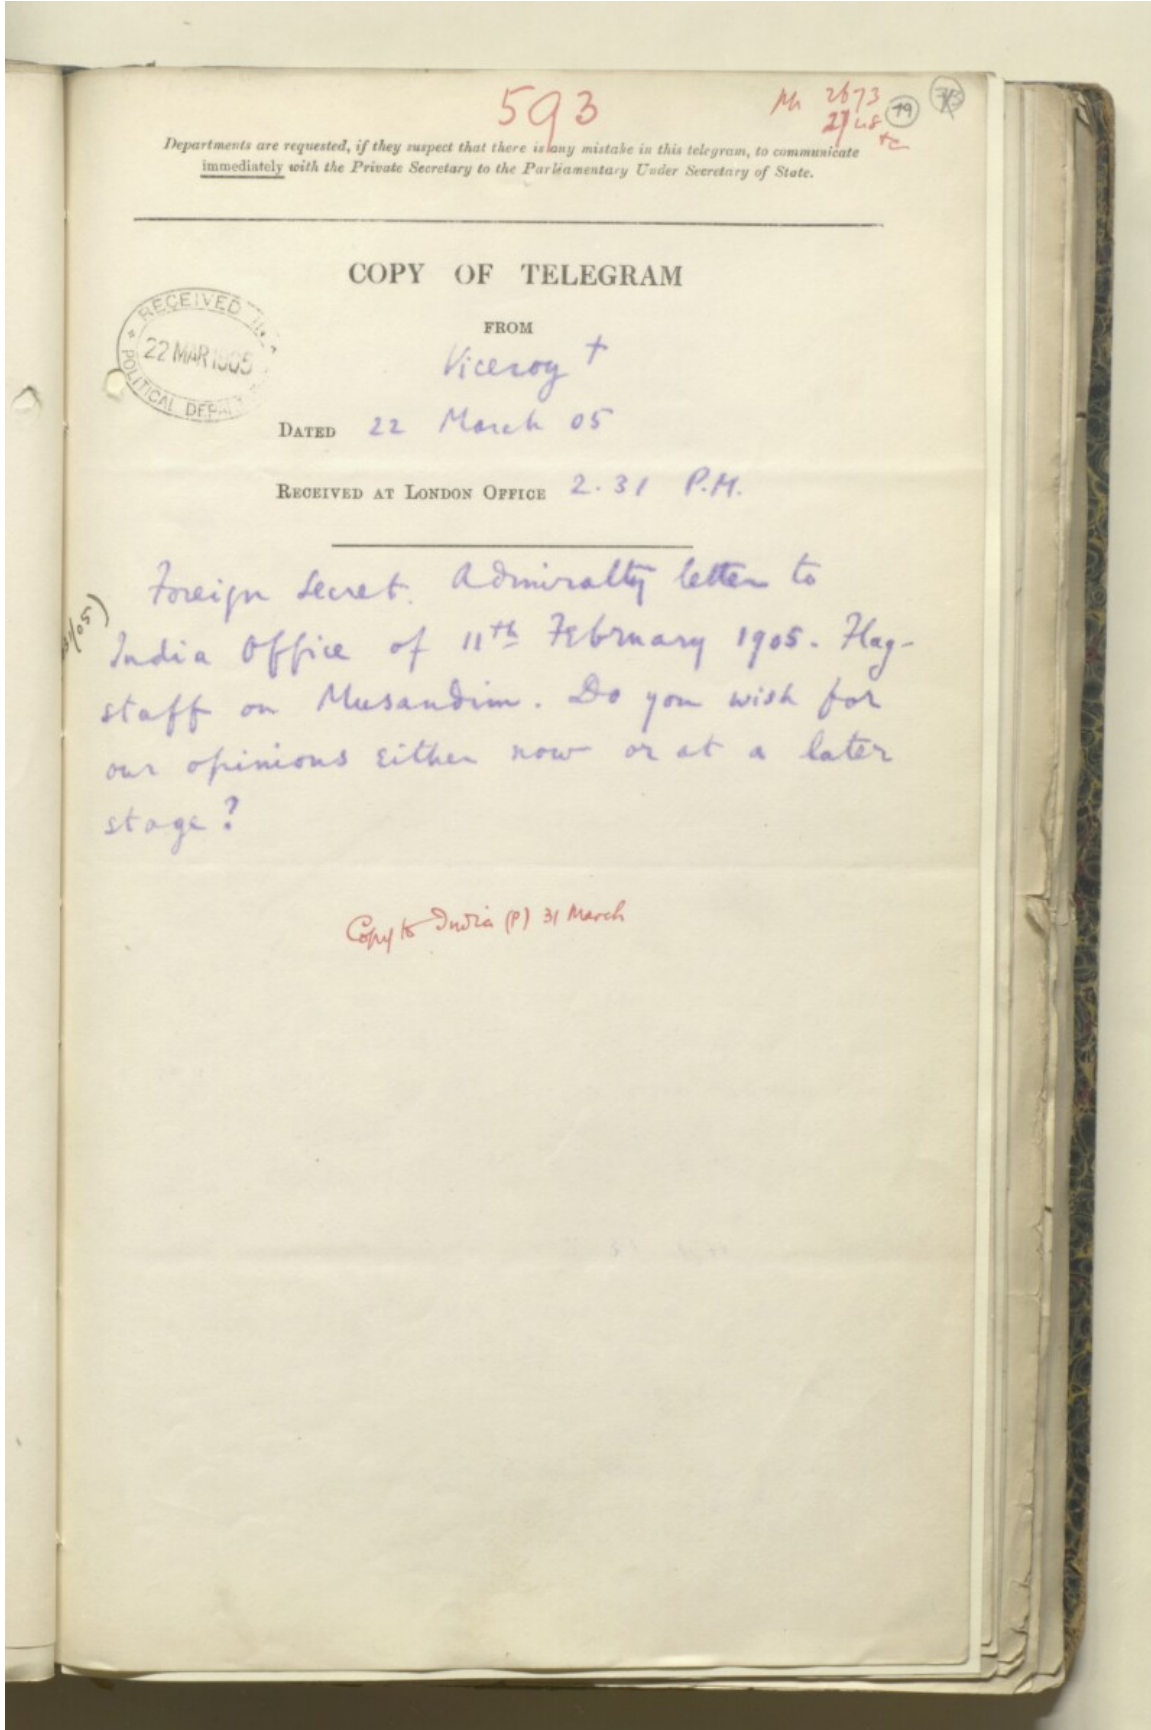 593
2673
79
Departments are requested, if they suspect that there is any mistake in this telegram, to communicate
immediately with the Private Secretary to the Parliamentary Under Secretary of State.
COPY OF TELEGRAM
FROM
RECEIVED
22 MAR 1905
POLITICAL DEPA
Viceroy +
DATED 22 March 05
RECEIVED AT LONDON OFFICE 2.31 P.M.
Foreign Secret. Admiralty letter to
India Office of 11th February 1905. Flag-
staff on Musandim. Do you wish for
our opinions either now or at a later
stage?
Copy to India (P) 31 March